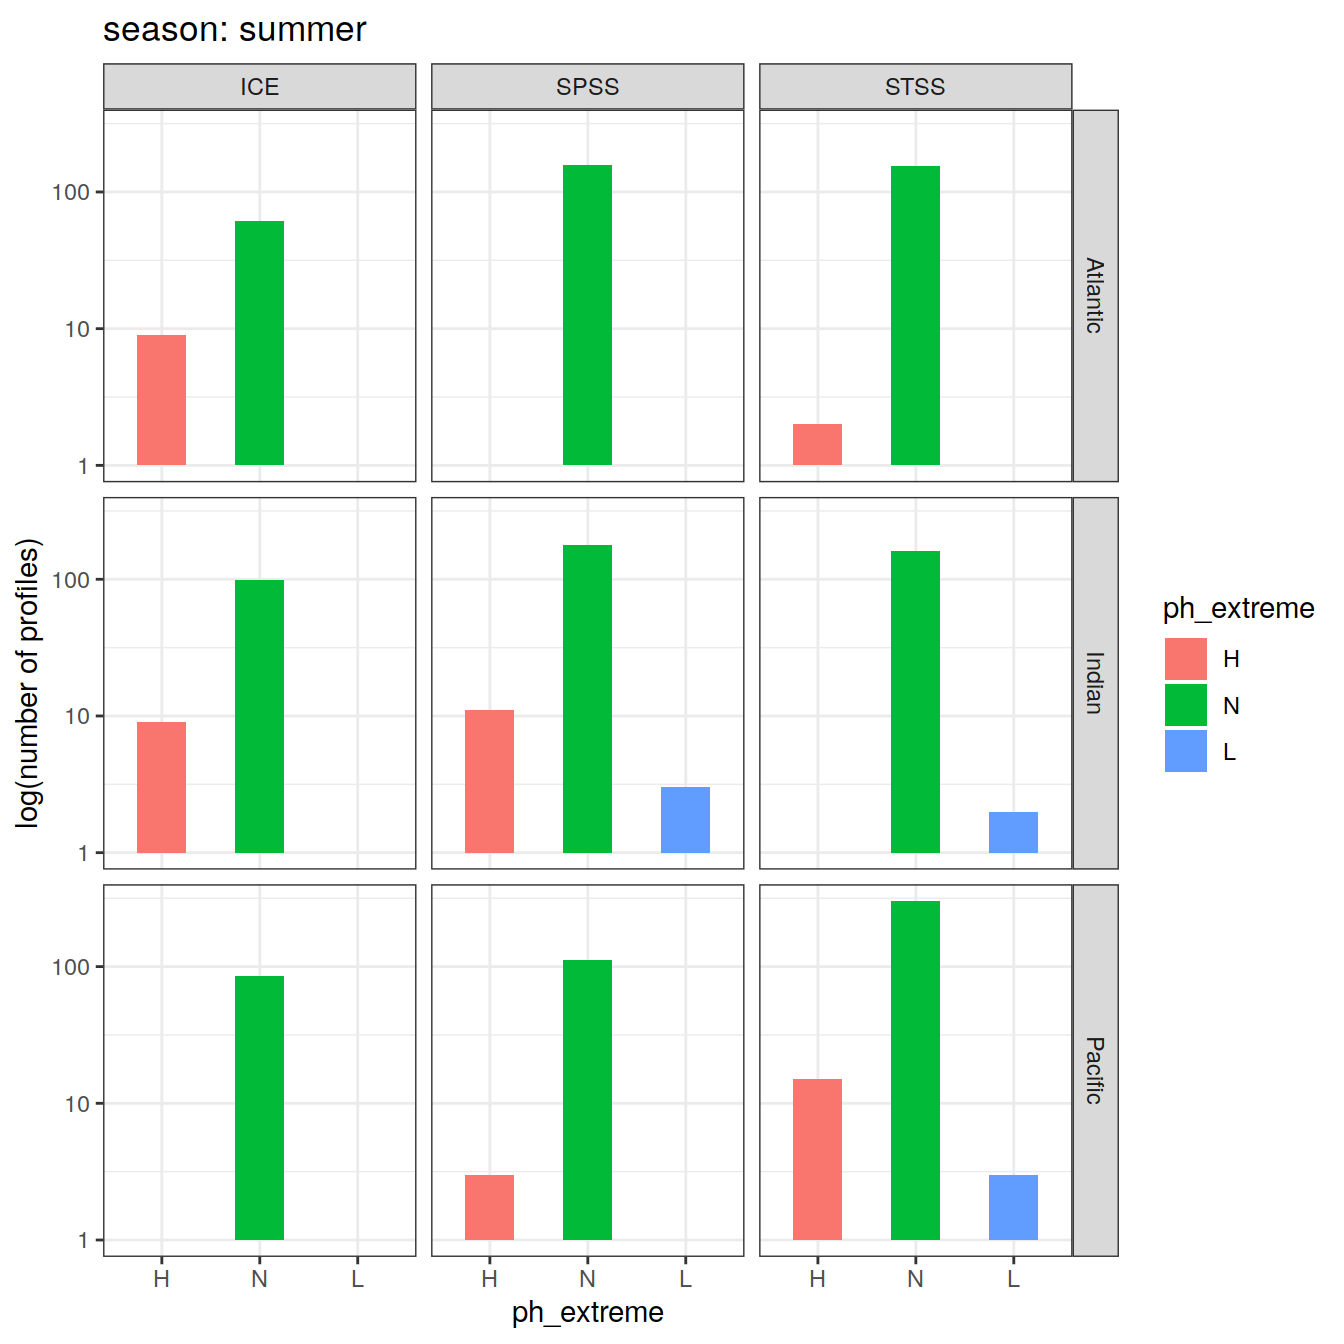 season: summer
ICE
SPSS
STSS
100
10
1
Atlantic
100
10
1
Indian
100
10
1
Pacific
log(number of profiles)
H
N
L
H
N
L
H
N
L
ph_extreme
ph_extreme
H
N
L